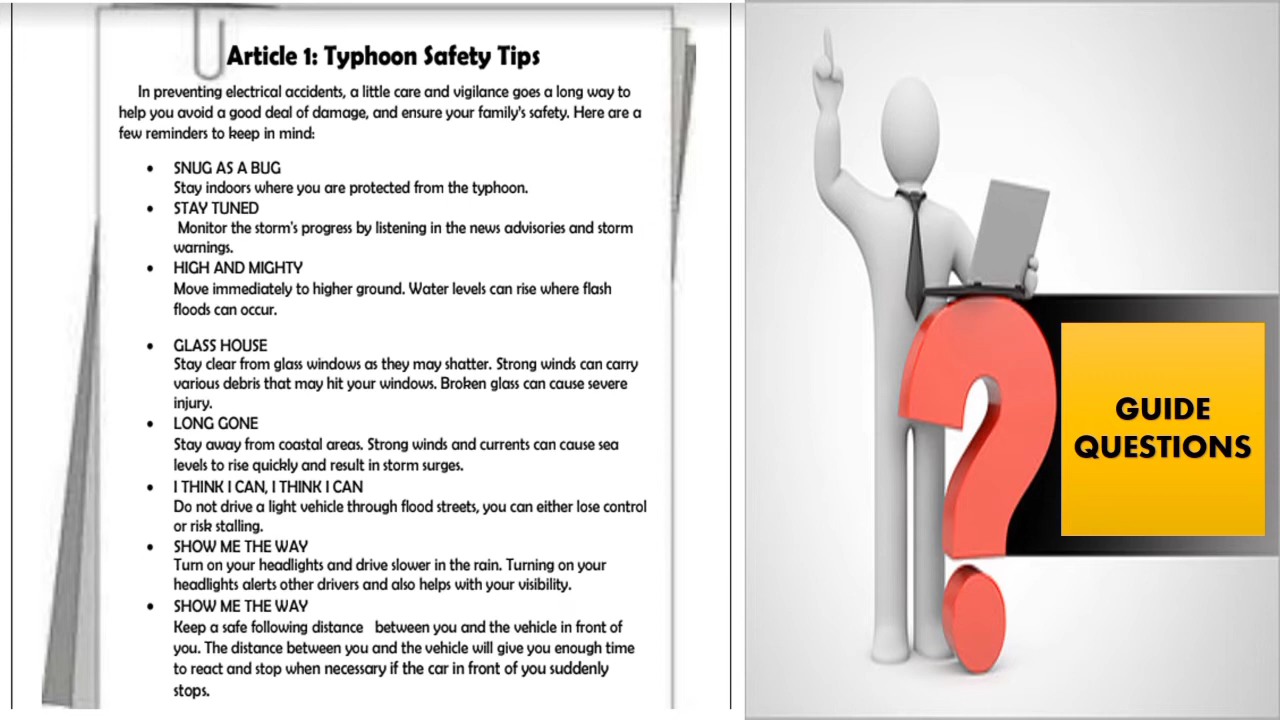 Article 1: Typhoon Safety Tips
In preventing electrical accidents, a little care and vigilance goes a long way to
help you avoid a good deal of damage, and ensure your family's safety. Here are a
few reminders to keep in mind:
• SNUG AS A BUG
Stay indoors where you are protected from the typhoon.
• STAY TUNED
Monitor the storm's progress by listening in the news advisories and storm
warnings.
• HIGH AND MIGHTY
Move immediately to higher ground. Water levels can rise where flash
floods can occur.
• GLASS HOUSE
Stay clear from glass windows as they may shatter. Strong winds can carry
various debris that may hit your windows. Broken glass can cause severe
injury.
• LONG GONE
Stay away from coastal areas. Strong winds and currents can cause sea
levels to rise quickly and result in storm surges.
• I THINK I CAN, I THINK I CAN
Do not drive a light vehicle through flood streets, you can either lose control
or risk stalling.
• SHOW ME THE WAY
Turn on your headlights and drive slower in the rain. Turning on your
headlights alerts other drivers and also helps with your visibility.
• SHOW ME THE WAY
Keep a safe following distance between you and the vehicle in front of
you. The distance between you and the vehicle will give you enough time
to react and stop when necessary if the car in front of you suddenly
stops.
GUIDE
QUESTIONS